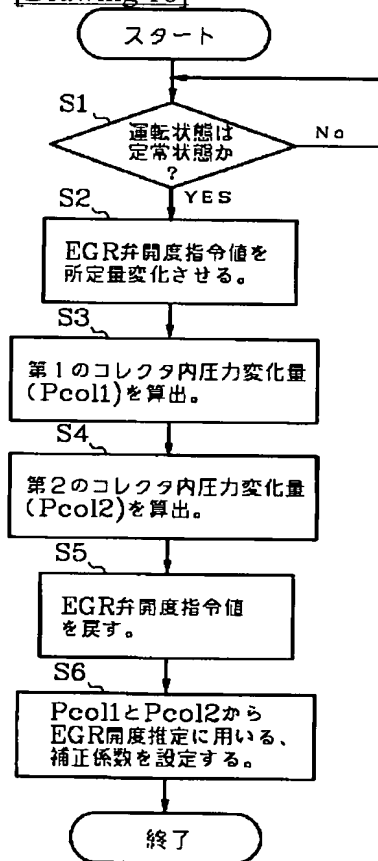 [Drawing 10]
スタート
S1
運転状態は
定常状態か
?
No
YES
S2
EGR弁開度指令値を
所定量変化させる。
S3
第1のコレクタ内圧力変化量
(Pcol1)を算出。
S4
第2のコレクタ内圧力変化量
(Pcol2)を算出。
S5
EGR弁開度指令値
を戻す。
S6
Pcol1とPcol2から
EGR開度推定に用いる、
補正係数を設定する。
終了